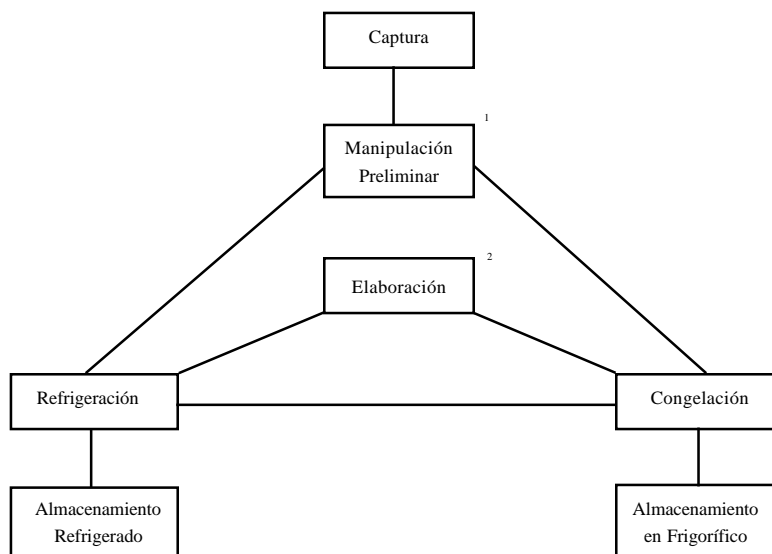 Captura
1
Manipulación
Preliminar
2
Elaboración
Refrigeración
Congelación
Almacenamiento
Refrigerado
Almacenamiento
en Frigorífico